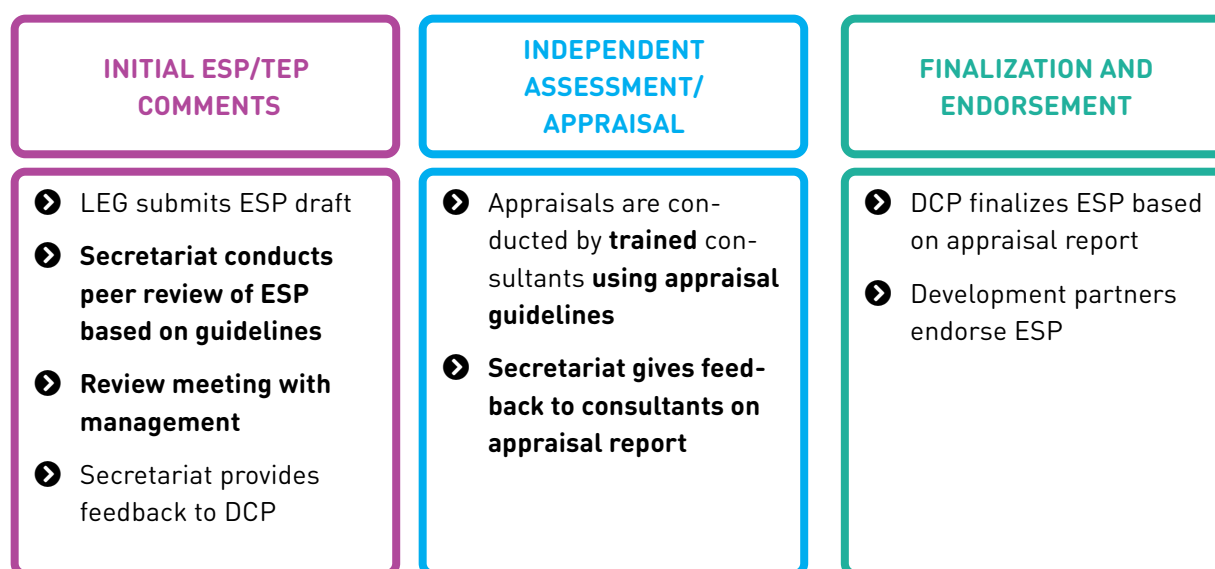 INITIAL ESP/TEP
COMMENTS
LEG submits ESP draft
Secretariat conducts
peer review of ESP
based on guidelines
Review meeting with
management
Secretariat provides
feedback to DCP
INDEPENDENT
ASSESSMENT/
APPRAISAL
Appraisals are con-
ducted by trained con-
sultants using appraisal
guidelines
Secretariat gives feed-
back to consultants on
appraisal report
FINALIZATION AND
ENDORSEMENT
DCP finalizes ESP based
on appraisal report
Development partners
endorse ESP